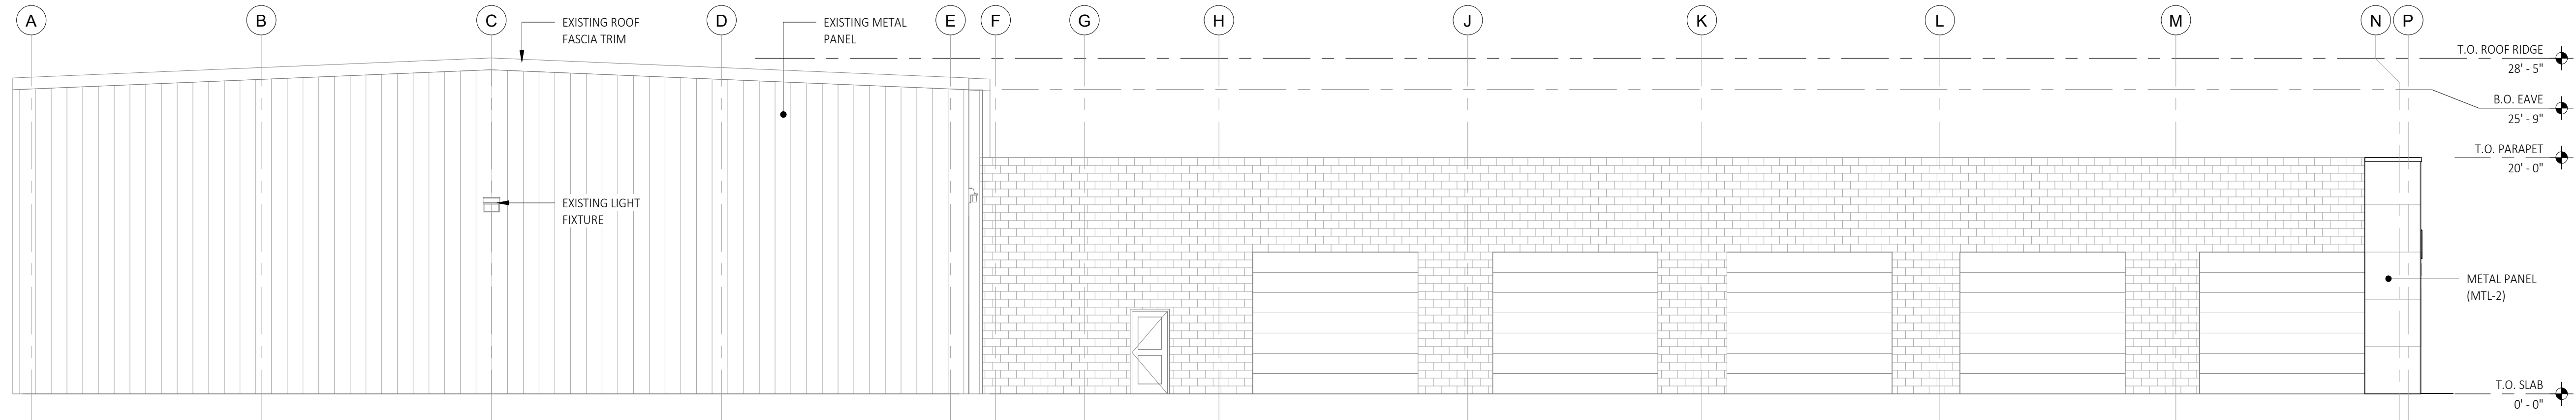 A
B
C
D
E
F
G
H
J
K
L
M
N
P
EXISTING ROOF
FASCIA TRIM
EXISTING METAL
PANEL
T.O. ROOF RIDGE
28' - 5"
B.O. EAVE
25' - 9"
T.O. PARAPET
20' - 0"
EXISTING LIGHT
FIXTURE
METAL PANEL
(MTL-2)
T.O. SLAB
0' - 0"